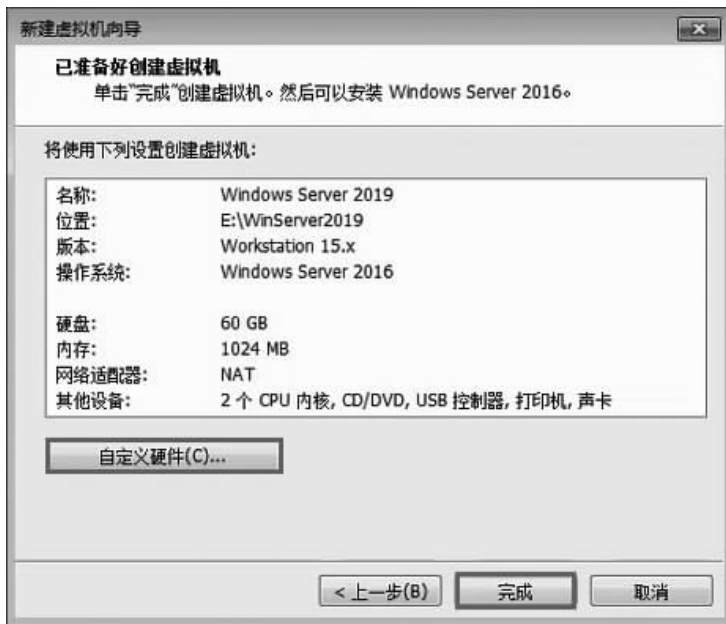 新建虚拟机向导
已准备好创建虚拟机
单击"完成"创建虚拟机。然后可以安装 Windows Server 2016。
将使用下列设置创建虚拟机:
名称: Windows Server 2019
位置: E:\WinServer2019
版本: Workstation 15.x
操作系统: Windows Server 2016
硬盘: 60 GB
内存: 1024 MB
网络适配器: NAT
其他设备: 2 个 CPU 内核, CD/DVD, USB 控制器, 打印机, 声卡
自定义硬件(C)...
< 上一步(B) 完成 取消